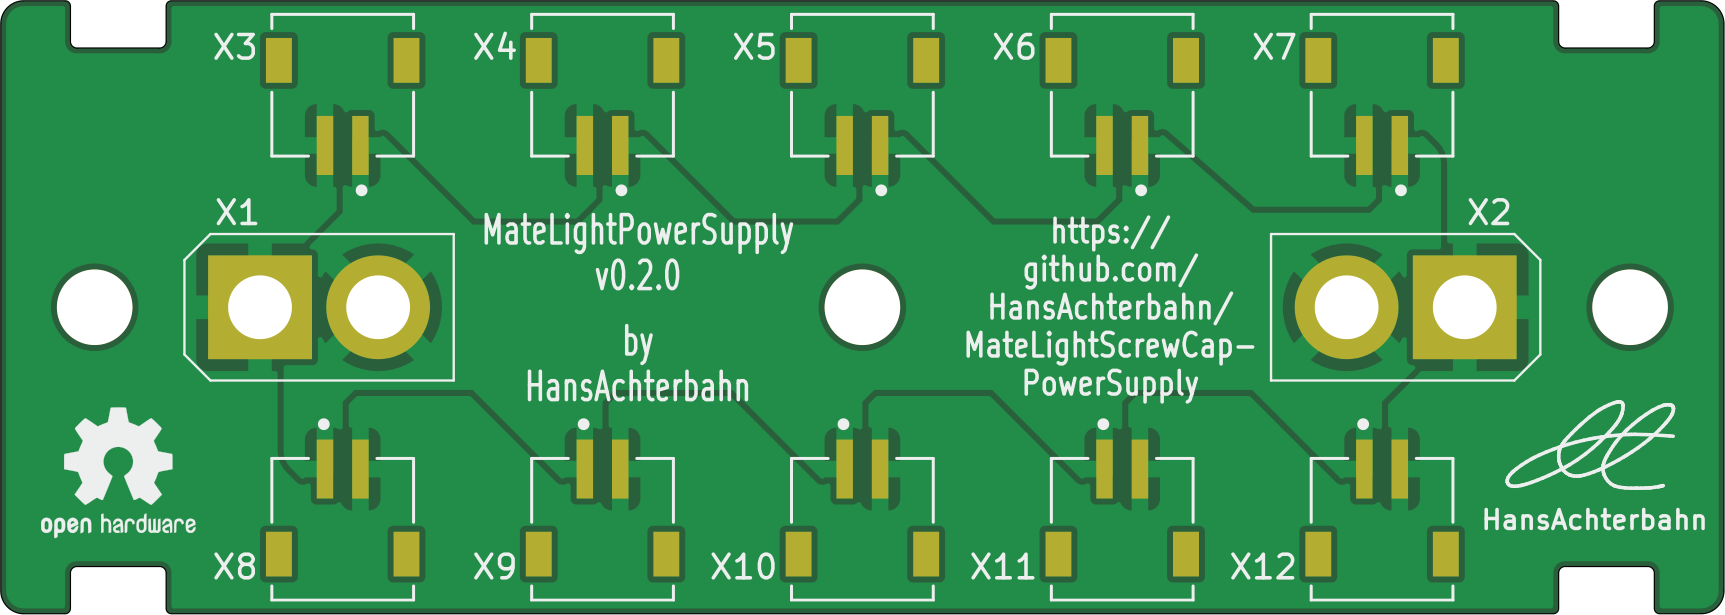 X3
X4
X5
X6
X7
X1
X2
MateLightPowerSupply
v0.2.0
by
HansAchterbahn
https://
github.com/
HansAchterbahn/
MateLightScrewCap-
PowerSupply
open hardware
HansAchterbahn
X8
X9
X10
X11
X12